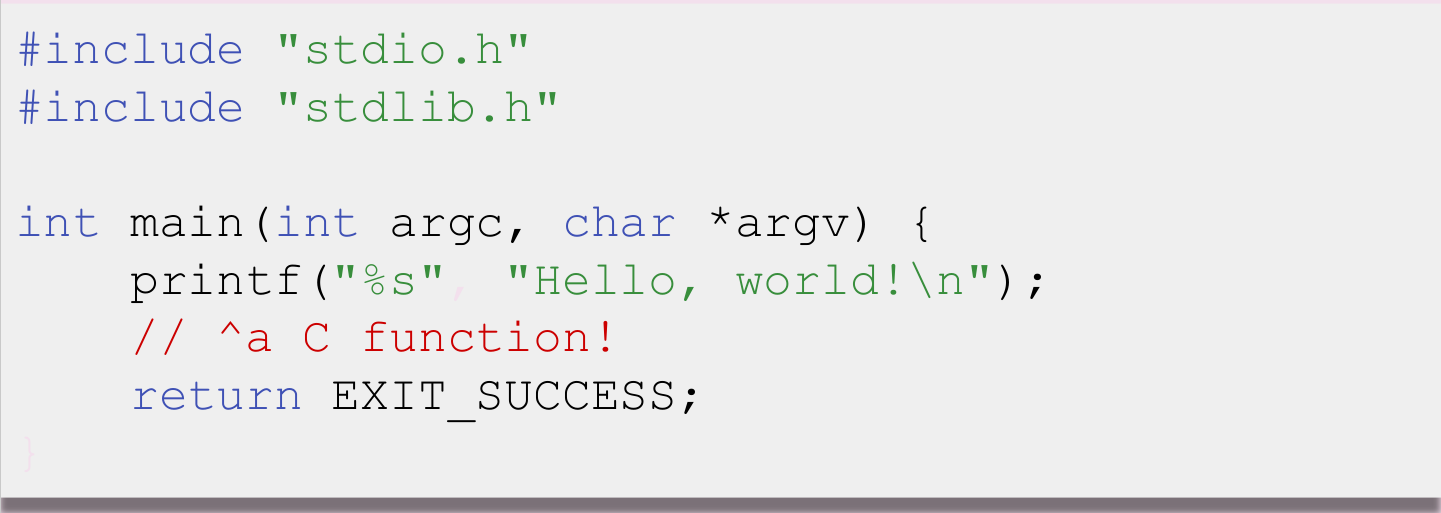 #include "stdio.h"
#include "stdlib.h"

int main(int argc, char *argv) {
    printf("%s", "Hello, world!\n");
    // ^a C function!
    return EXIT_SUCCESS;
}